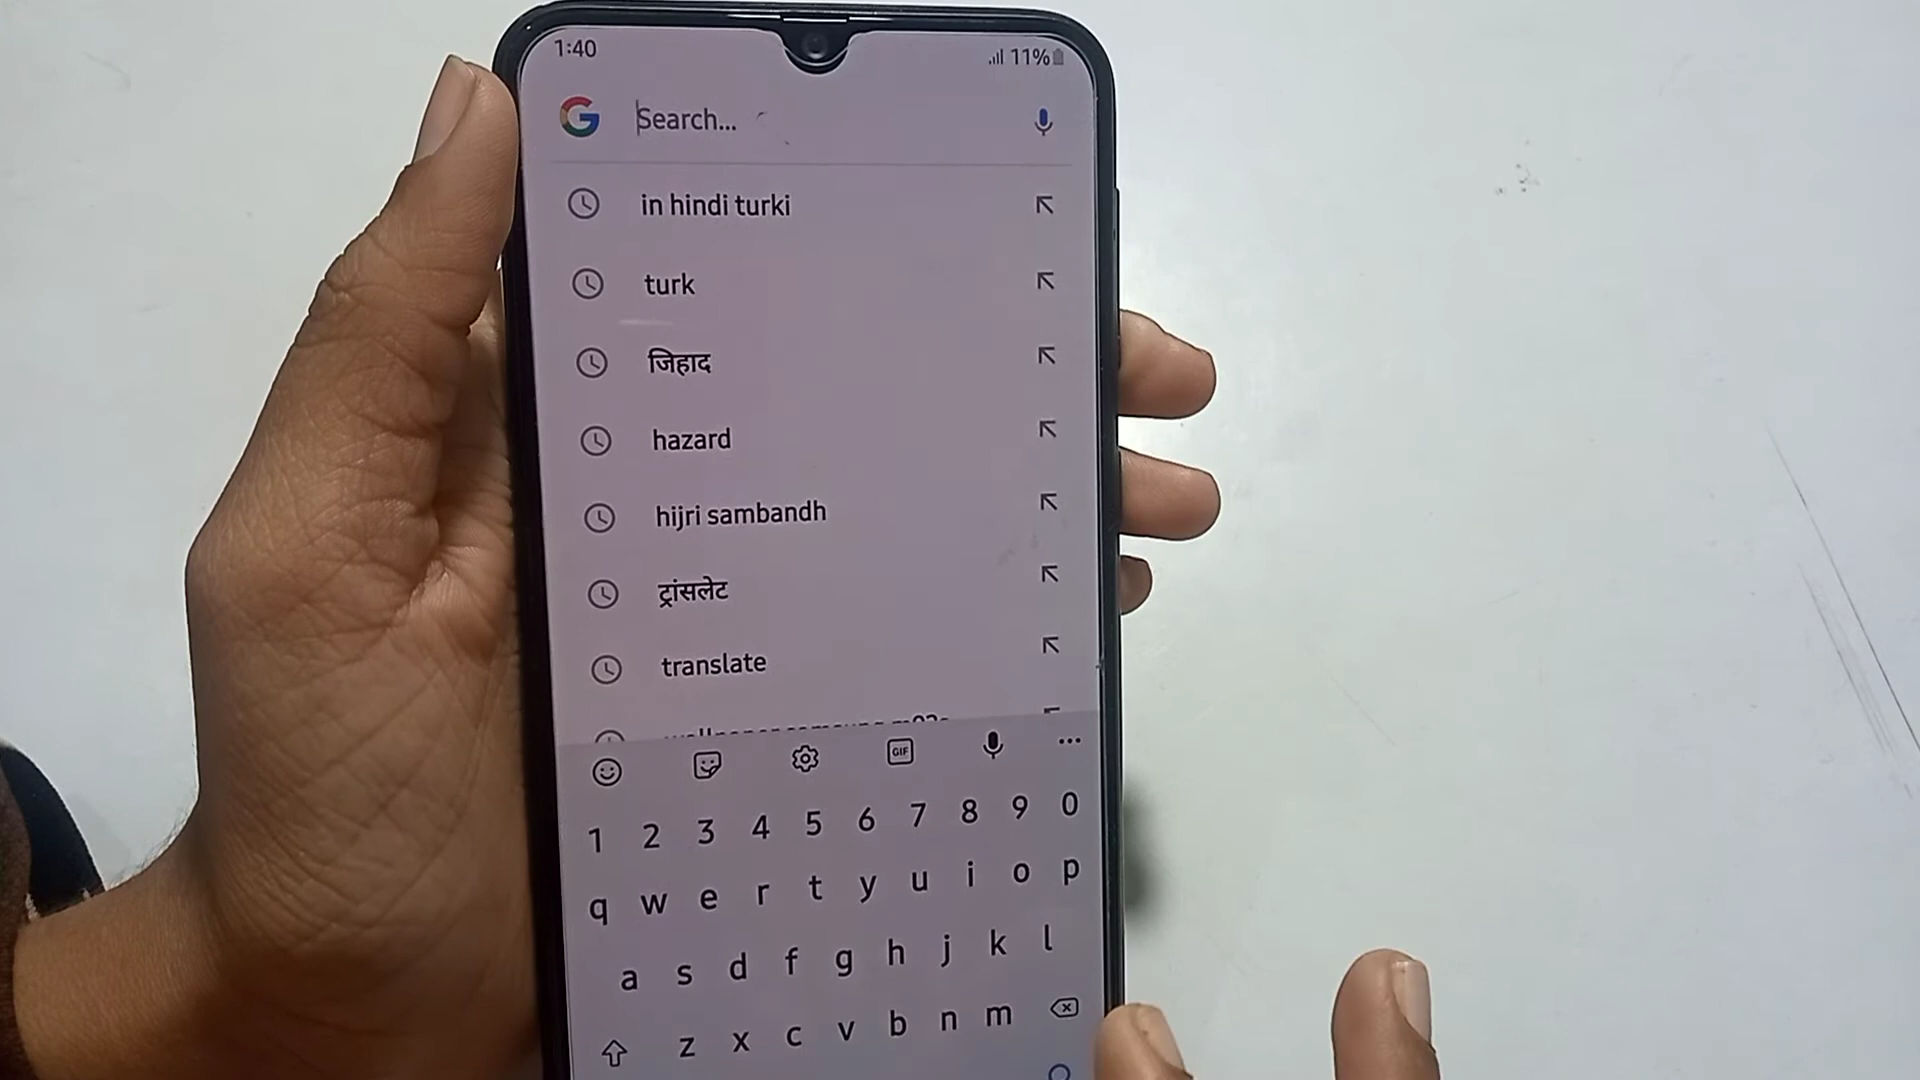 1:40
11%
Search...
in hindi turki
turk
जिहाद
hazard
hijri sambandh
ट्रांसलेट
translate
GIF
1 2 3 4 5 6 7 8 9 0
q w e r t y u i o p
a s d f g h j k l
z x c v b n m